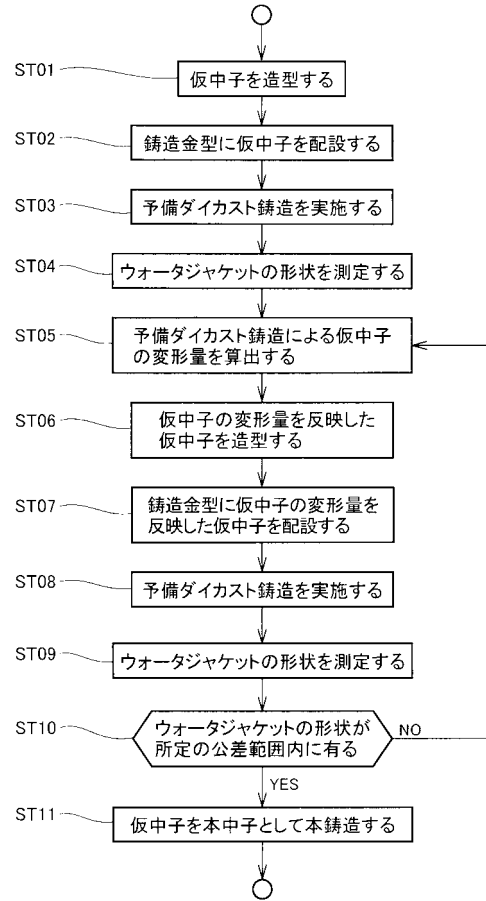 ST01
仮中子を造型する
ST02
鋳造金型に仮中子を配設する
ST03
予備ダイカスト鋳造を実施する
ST04
ウォータジャケットの形状を測定する
ST05
予備ダイカスト鋳造による仮中子
の変形量を算出する
ST06
仮中子の変形量を反映した
仮中子を造型する
ST07
鋳造金型に仮中子の変形量を
反映した仮中子を配設する
ST08
予備ダイカスト鋳造を実施する
ST09
ウォータジャケットの形状を測定する
ST10
ウォータジャケットの形状が
所定の公差範囲内に有る
NO
YES
ST11
仮中子を本中子として本鋳造する